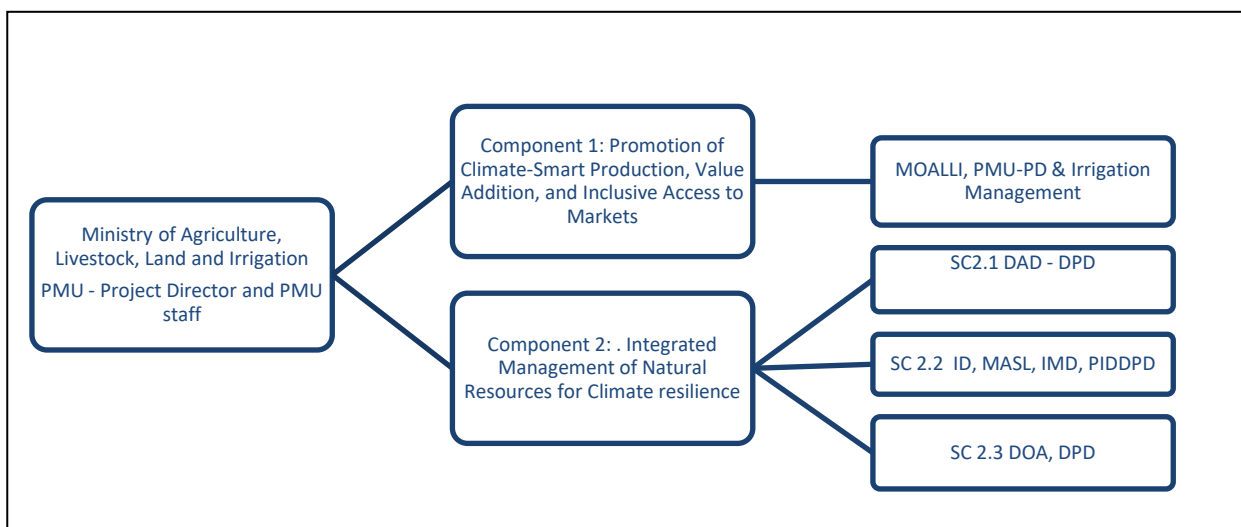 Ministry of Agriculture,
Livestock, Land and Irrigation
PMU - Project Director and PMU
staff
Component 1: Promotion of
Climate-Smart Production, Value
Addition, and Inclusive Access to
Markets
Component 2: . Integrated
Management of Natural
Resources for Climate resilience
MOALLI, PMU-PD & Irrigation
Management
SC2.1 DAD - DPD
SC 2.2  ID, MASL, IMD, PIDDPD
SC 2.3 DOA, DPD